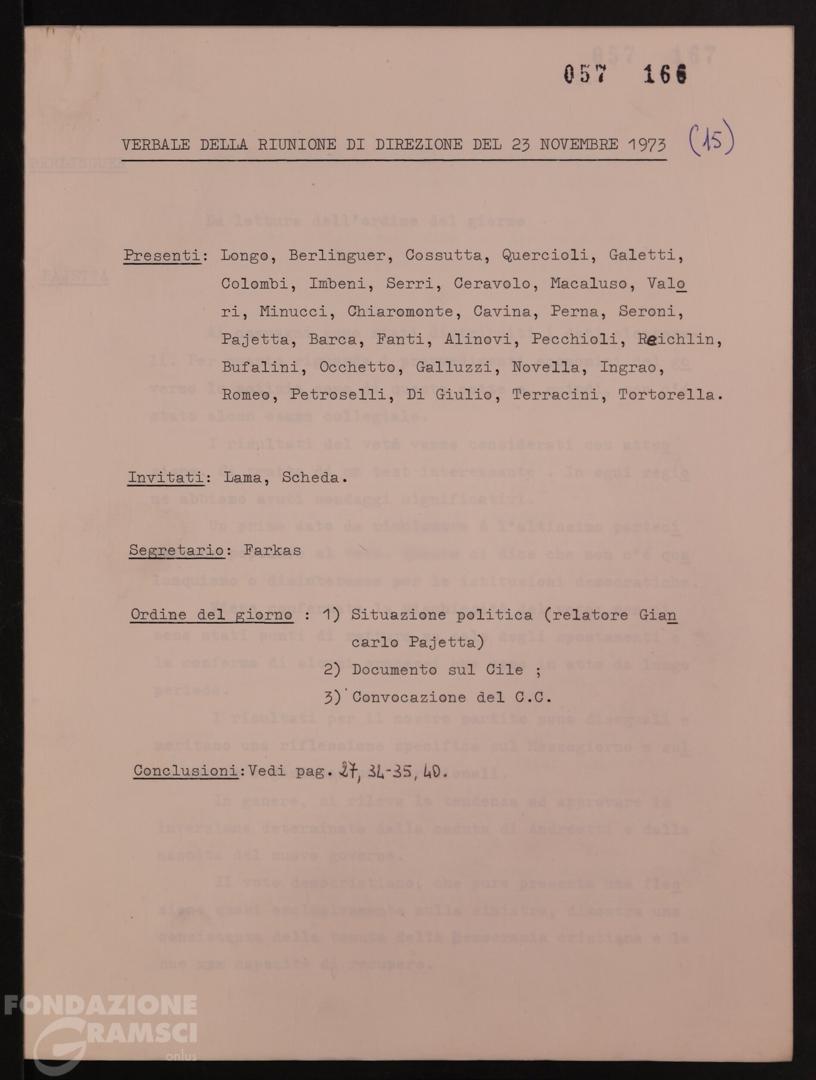 057 166
VERBALE DELLA RIUNIONE DI DIREZIONE DEL 23 NOVEMBRE 1973 (15)
Presenti: Longo, Berlinguer, Cossutta, Quercioli, Galetti,
Colombi, Imbeni, Serri, Ceravolo, Macaluso, Valo
ri, Minucci, Chiaromonte, Cavina, Perna, Seroni,
Pajetta, Barca, Fanti, Alinovi, Pecchioli, Reichlin,
Bufalini, Occhetto, Galluzzi, Novella, Ingrao,
Romeo, Petroselli, Di Giulio, Terracini, Tortorella.
Invitati: Lama, Scheda.
Segretario: Farkas
Ordine del giorno : 1) Situazione politica (relatore Gian
carlo Pajetta)
2) Documento sul Cile ;
3) Convocazione del C.C.
Conclusioni:Vedi pag. 27, 34-35, 40.
FONDAZIONE
GRAMSCI
onlus